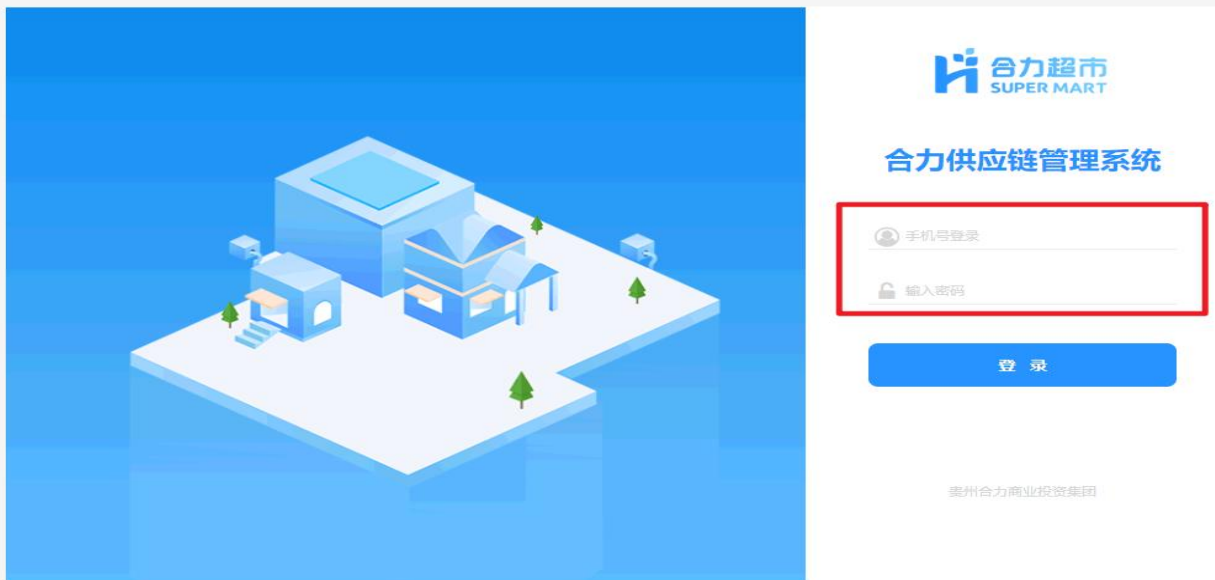 合力超市
SUPER MART
合力供应链管理系统
手机号登录
输入密码
登 录
贵州合力商业投资集团